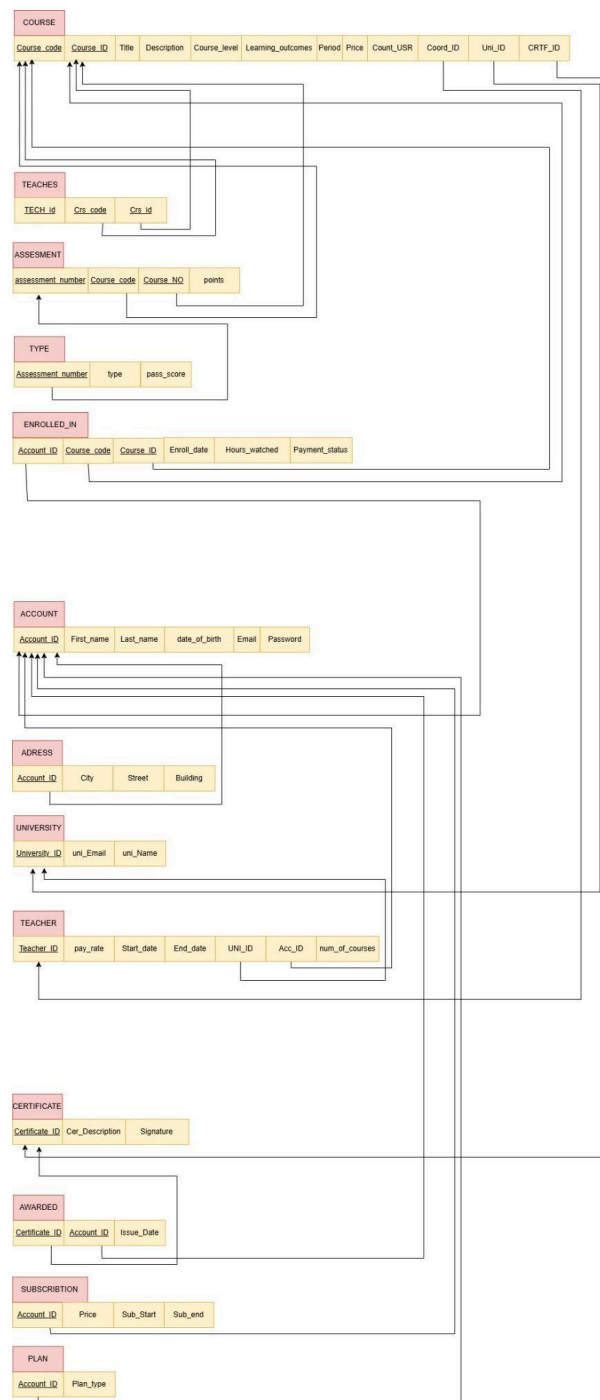 COURSE
Course_code Course_ID Title Description Course_level Learning_outcomes Period Price Count_USR Coord_ID Uni_ID CRTF_ID
TEACHES
TECH_id Crs_code Crs_id
ASSESMENT
assessment_number Course_code Course_NO points
TYPE
Assessment_number type pass_score
ENROLLED_IN
Account_ID Course_code Course_ID Enroll_date Hours_watched Payment_status
ACCOUNT
Account_ID First_name Last_name date_of_birth Email Password
ADRESS
Account_ID City Street Building
UNIVERSITY
University_ID uni_Email uni_Name
TEACHER
Teacher_ID pay_rate Start_date End_date UNI_ID Acc_ID num_of_courses
CERTIFICATE
Certificate_ID Cer_Description Signature
AWARDED
Certificate_ID Account_ID Issue_Date
SUBSCRIBTION
Account_ID Price Sub_Start Sub_end
PLAN
Account_ID Plan_type